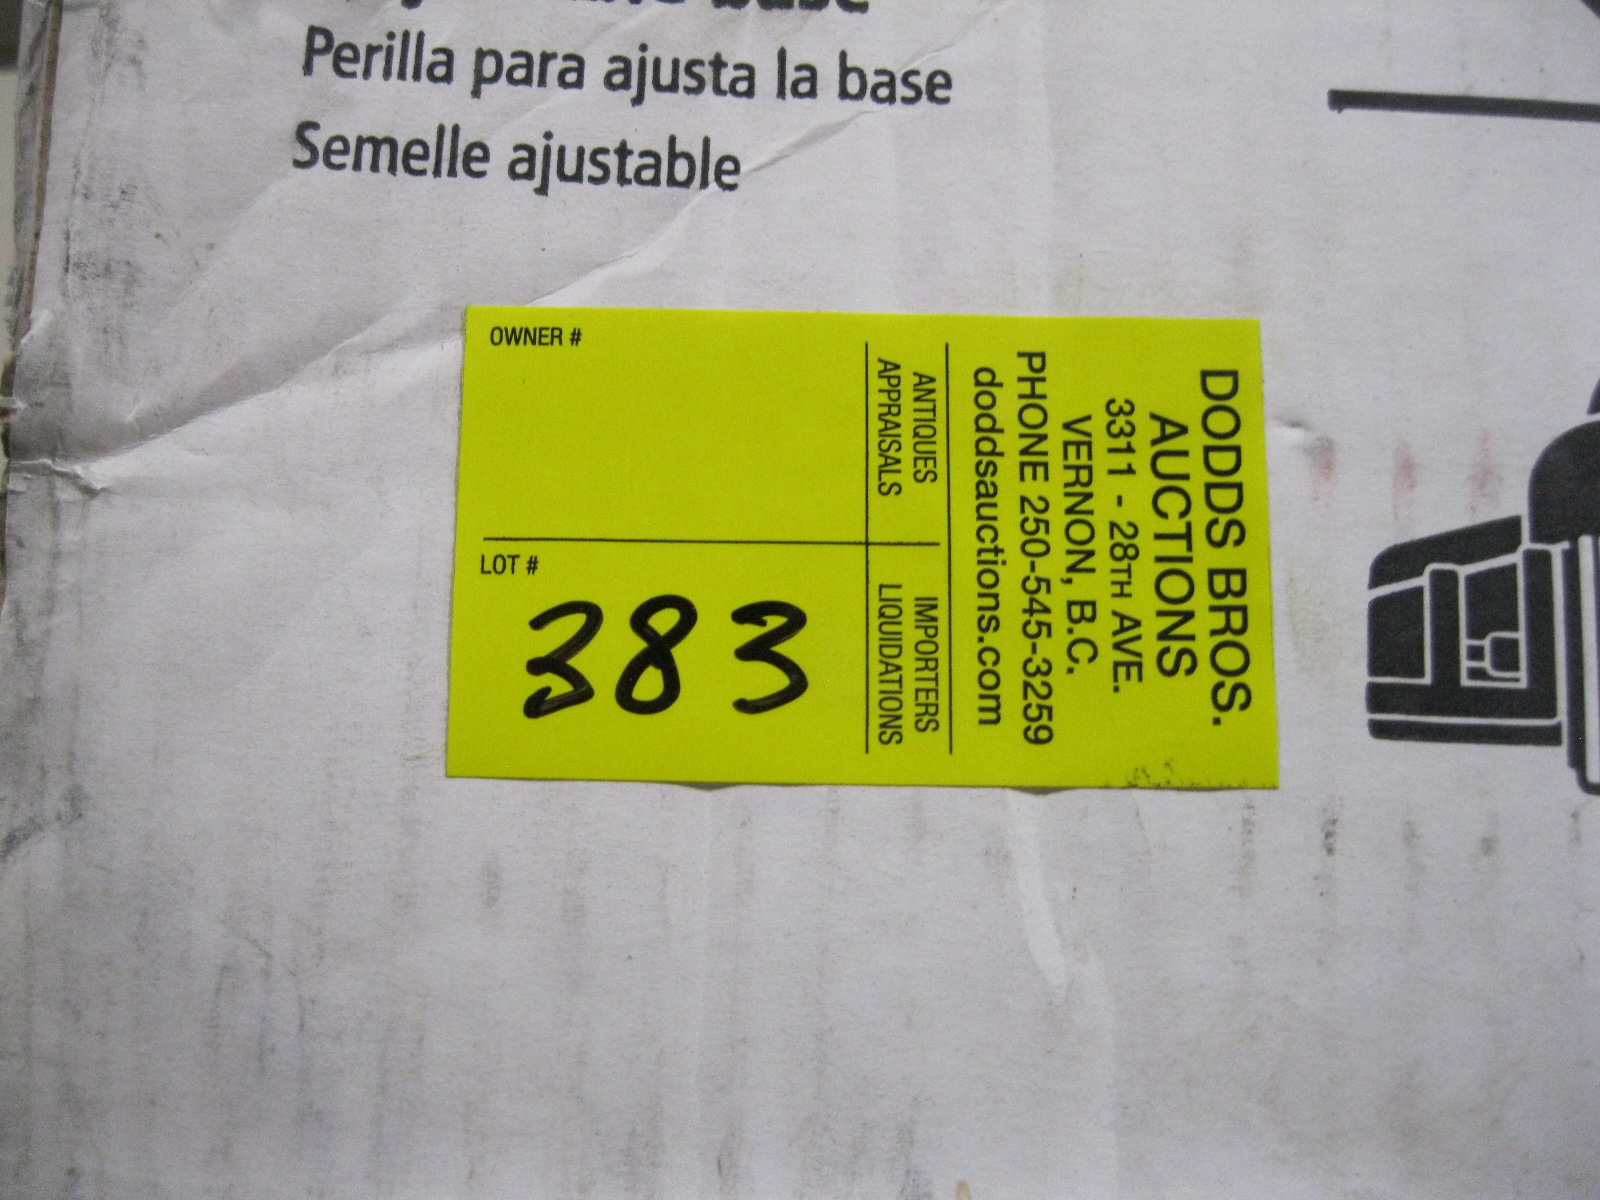 base
Perilla para ajusta la base
Semelle ajustable
OWNER #
LOT #
383
ANTIQUES
APPRAISALS
IMPORTERS
LIQUIDATIONS
DODDS BROS.
AUCTIONS
3311 - 28TH AVE.
VERNON, B.C.
PHONE 250-545-3259
doddsauctions.com